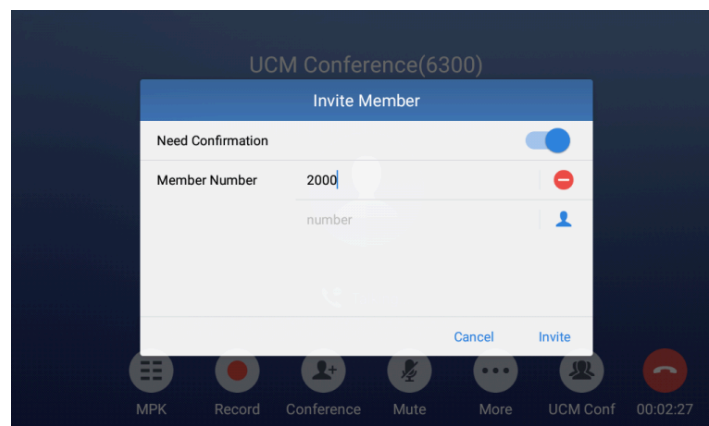 UCM Conference(6300)
Invite Member
Need Confirmation
Member Number 2000
number
Cancel Invite
MPK Record Conference Mute More UCM Conf 00:02:27